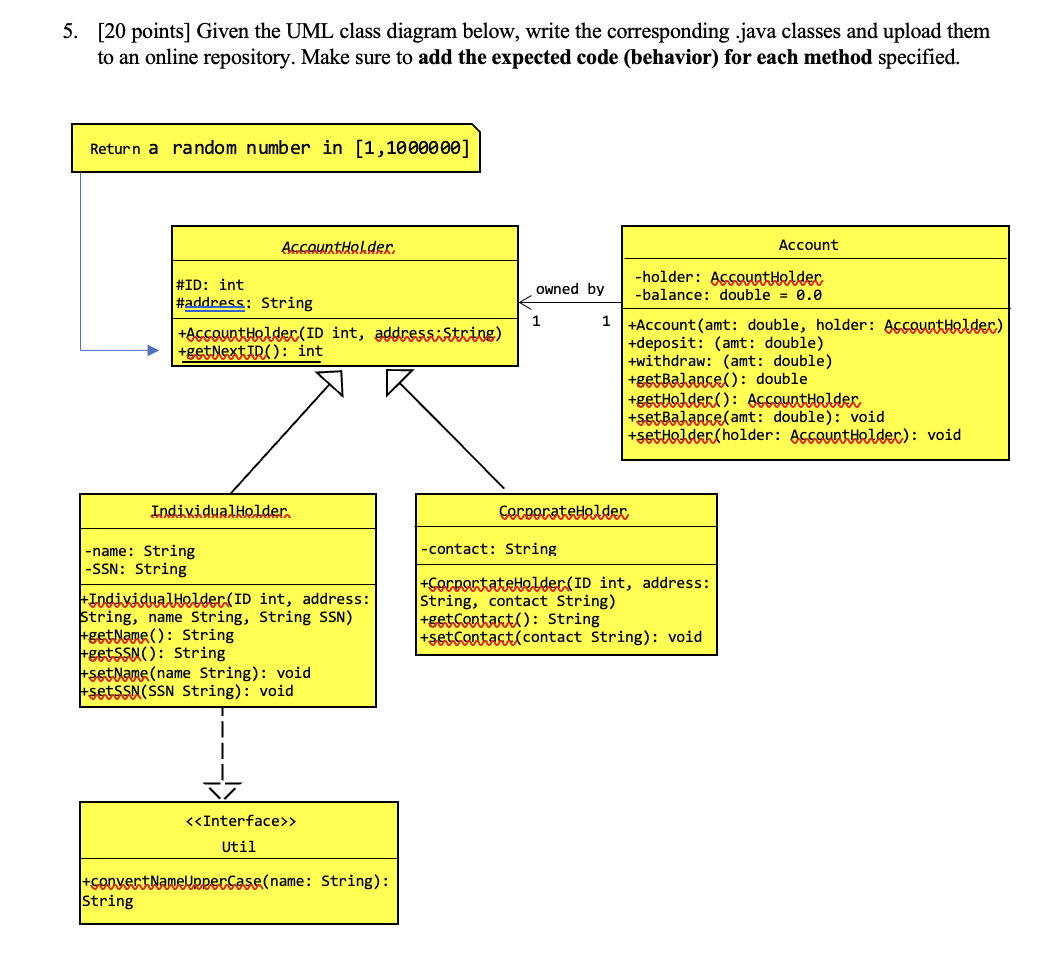 5. [20 points] Given the UML class diagram below, write the corresponding .java classes and upload them
to an online repository. Make sure to add the expected code (behavior) for each method specified.
Return a random number in [1,1000000]
AccountHolder
#ID: int
#address: String
+AccountHolder(ID int, address:String)
+getNextID(): int
owned by
1 1
Account
-holder: AccountHolder
-balance: double = 0.0
+Account(amt: double, holder: AccountHolder)
+deposit: (amt: double)
+withdraw: (amt: double)
+getBalance(): double
+getHolder(): AccountHolder
+setBalance(amt: double): void
+setHolder(holder: AccountHolder): void
IndividualHolder
-name: String
-SSN: String
+IndividualHolder(ID int, address:
String, name String, String SSN)
+getName(): String
+getSSN(): String
+setName(name String): void
+setSSN(SSN String): void
CorporateHolder
-contact: String
+CorportateHolder(ID int, address:
String, contact String)
+getContact(): String
+setContact(contact String): void
<<Interface>>
Util
+convertNameUpperCase(name: String):
String